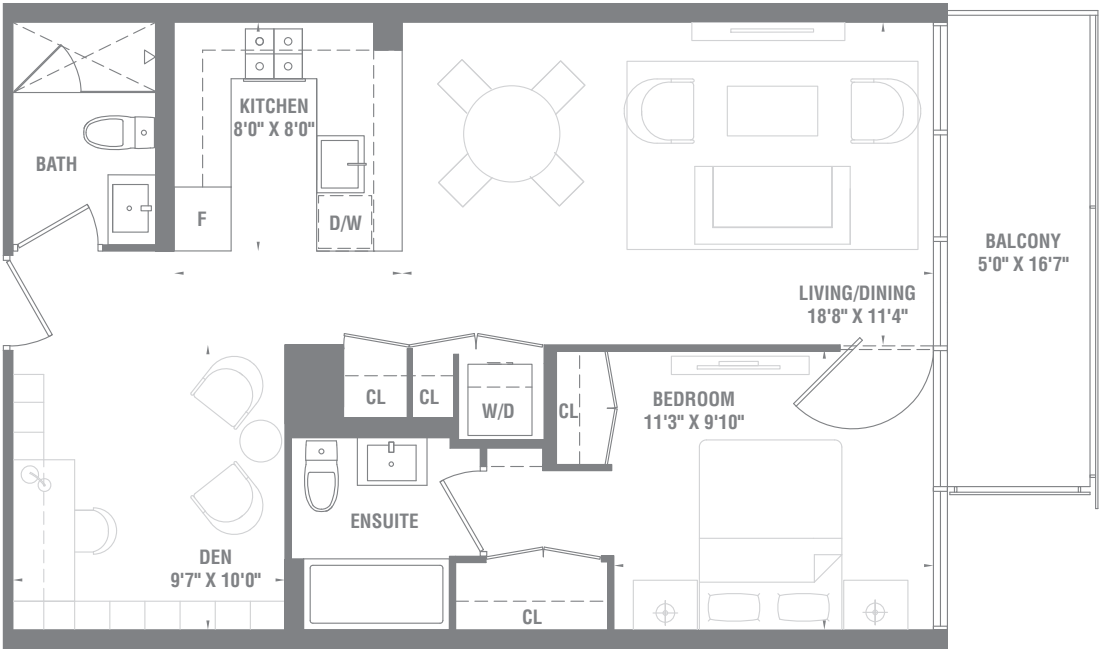 KITCHEN
8'0" X 8'0"
BATH
F
D/W
BALCONY
5'0" X 16'7"
LIVING/DINING
18'8" X 11'4"
CL
CL
W/D
CL
BEDROOM
11'3" X 9'10"
ENSUITE
DEN
9'7" X 10'0"
CL